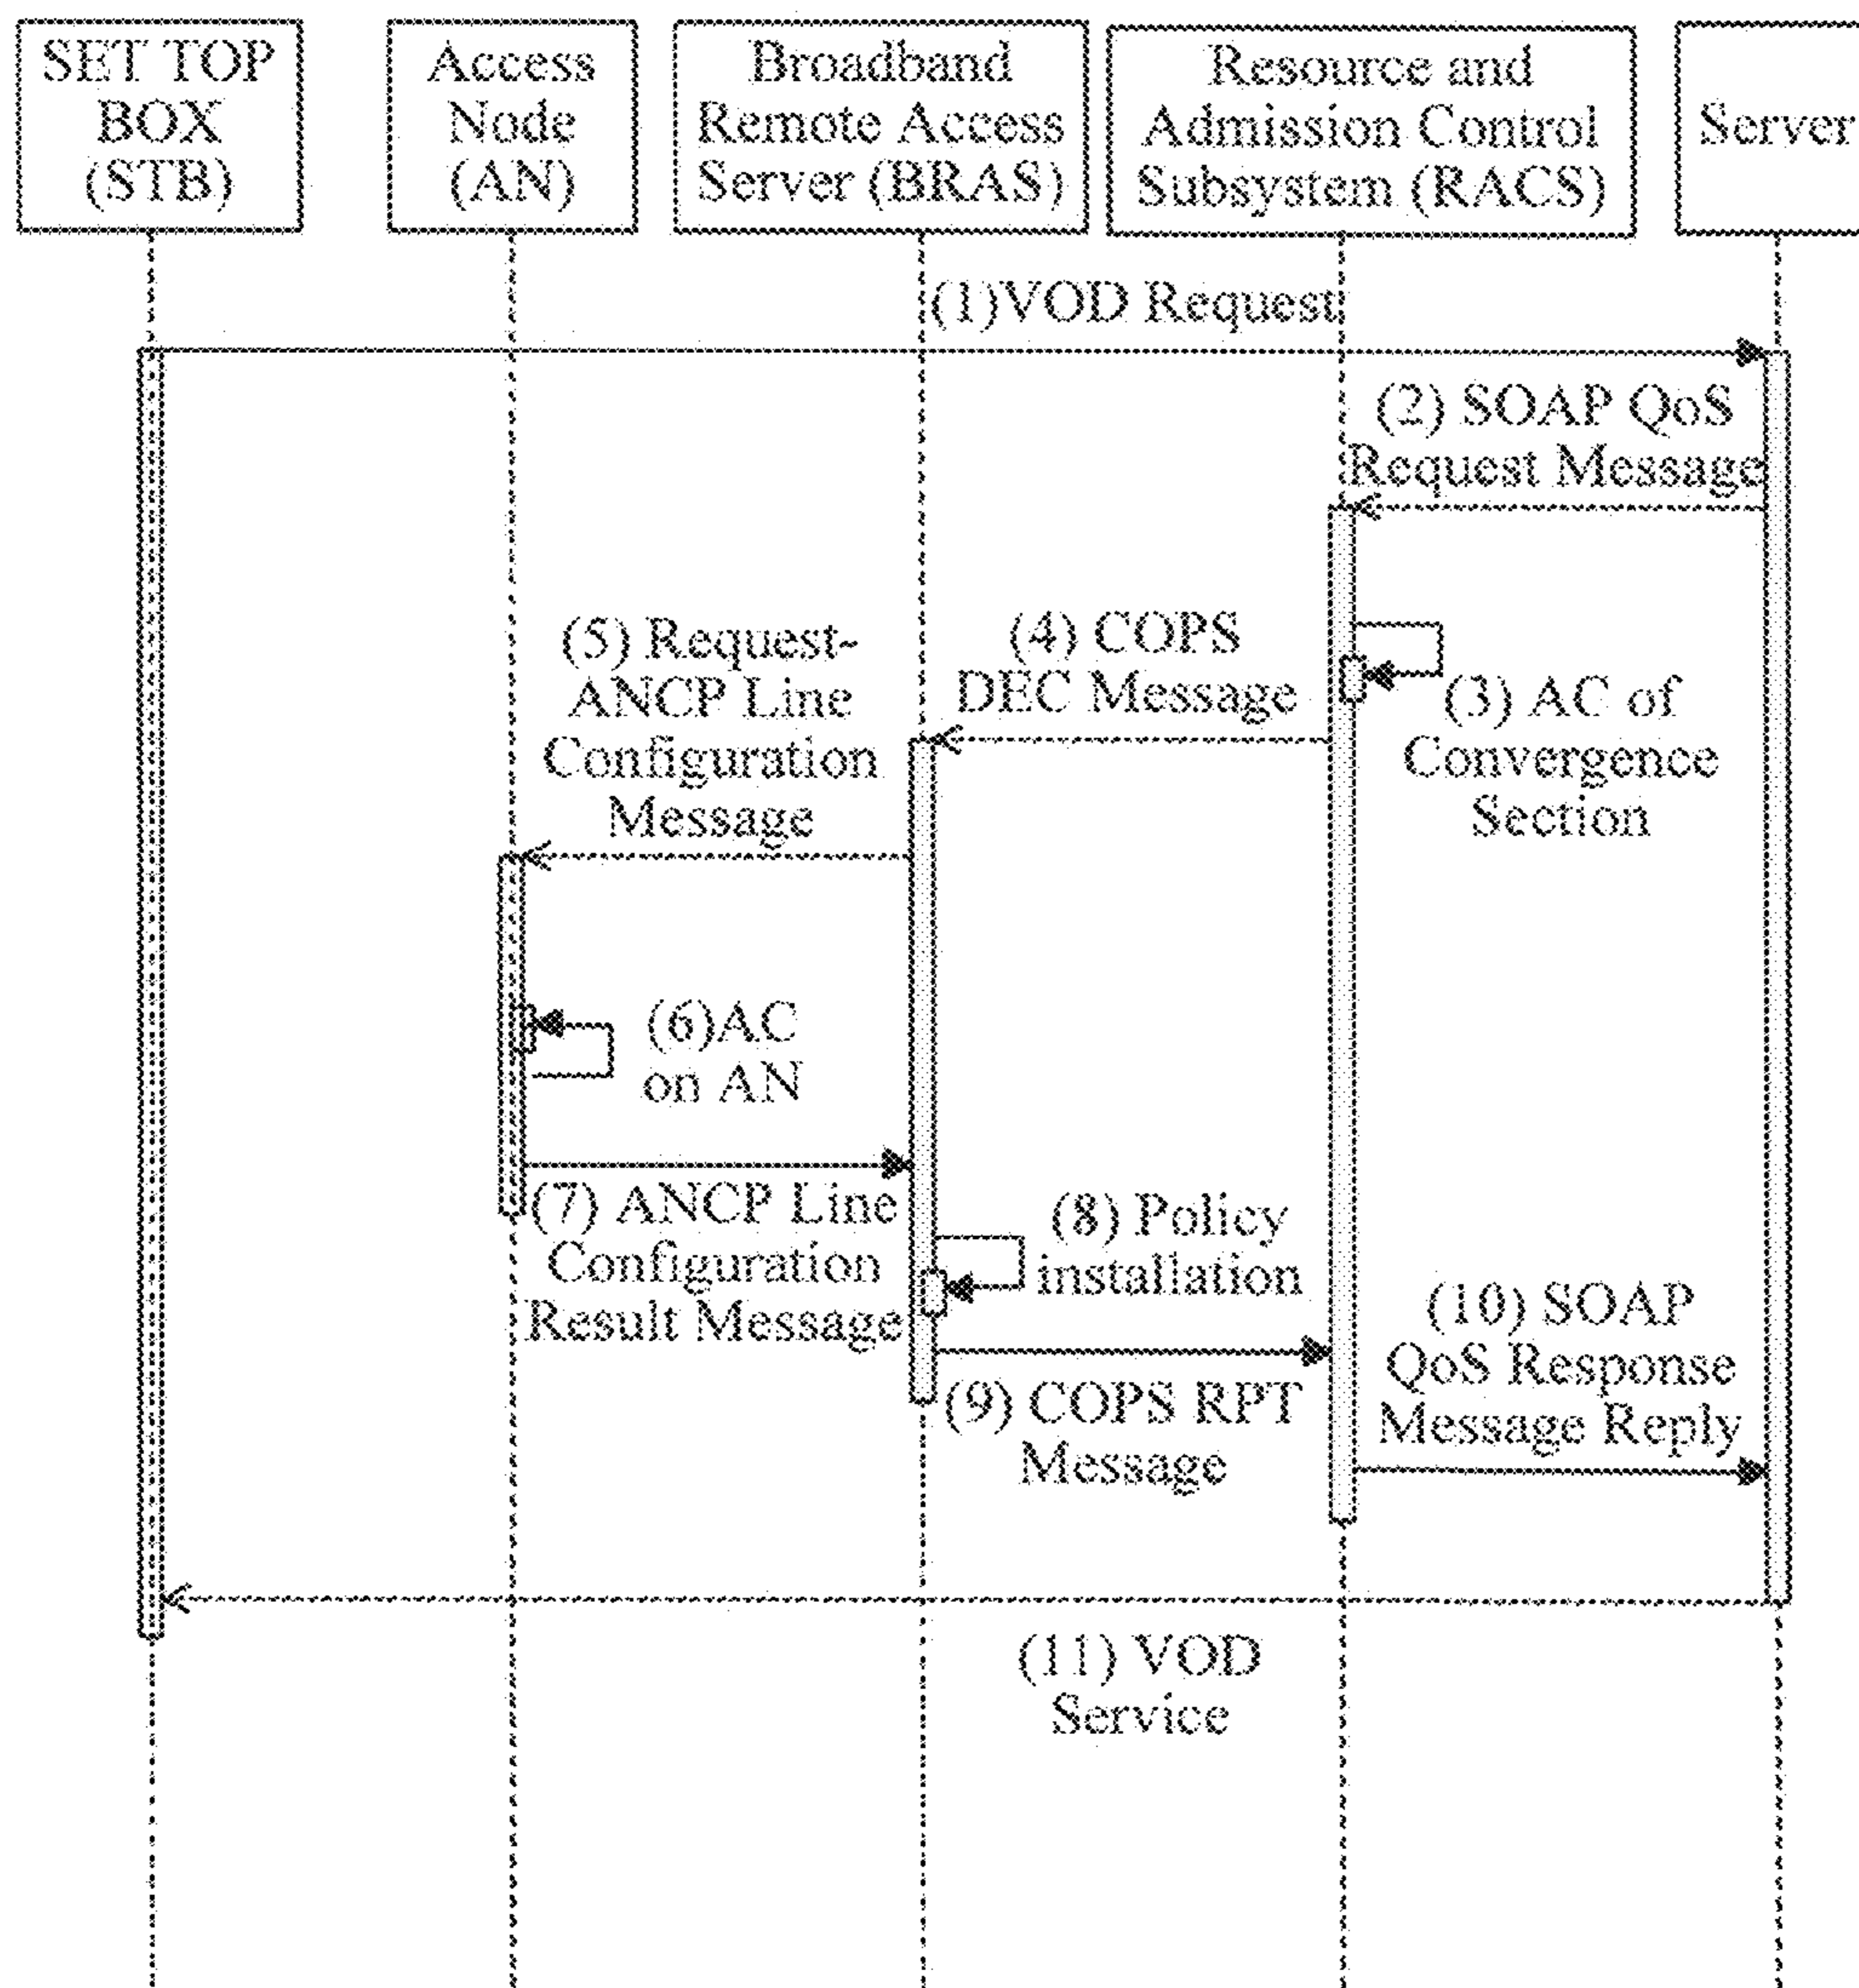 SET TOP
BOX
(STB)
Access
Node
(AN)
Broadband
Remote Access
Server (BRAS)
Resource and
Admission Control
Subsystem (RACS)
Server
(1)VOD Request
(2) SOAP QoS
Request Message
(3) AC of
Convergence
Section
(4) COPS
DEC Message
(5) Request-
ANCP Line
Configuration
Message
(6)AC
on AN
(7) ANCP Line
Configuration
Result Message
(8) Policy
installation
(9) COPS RPT
Message
(10) SOAP
QoS Response
Message Reply
(11) VOD
Service